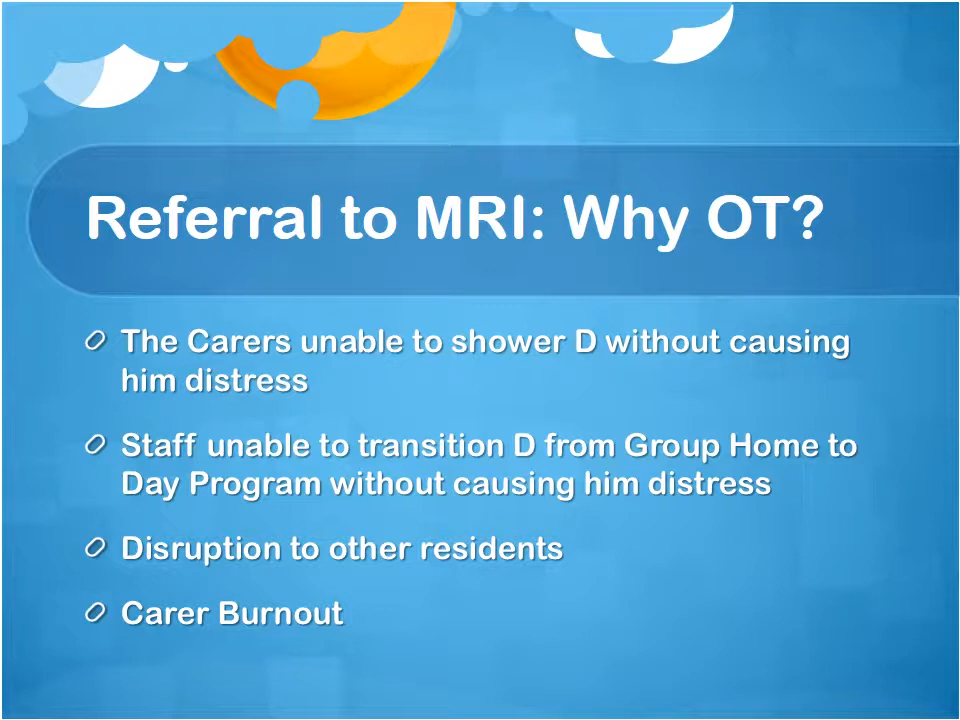 Referral to MRI: Why OT?
The Carers unable to shower D without causing
him distress
Staff unable to transition D from Group Home to
Day Program without causing him distress
Disruption to other residents
Carer Burnout